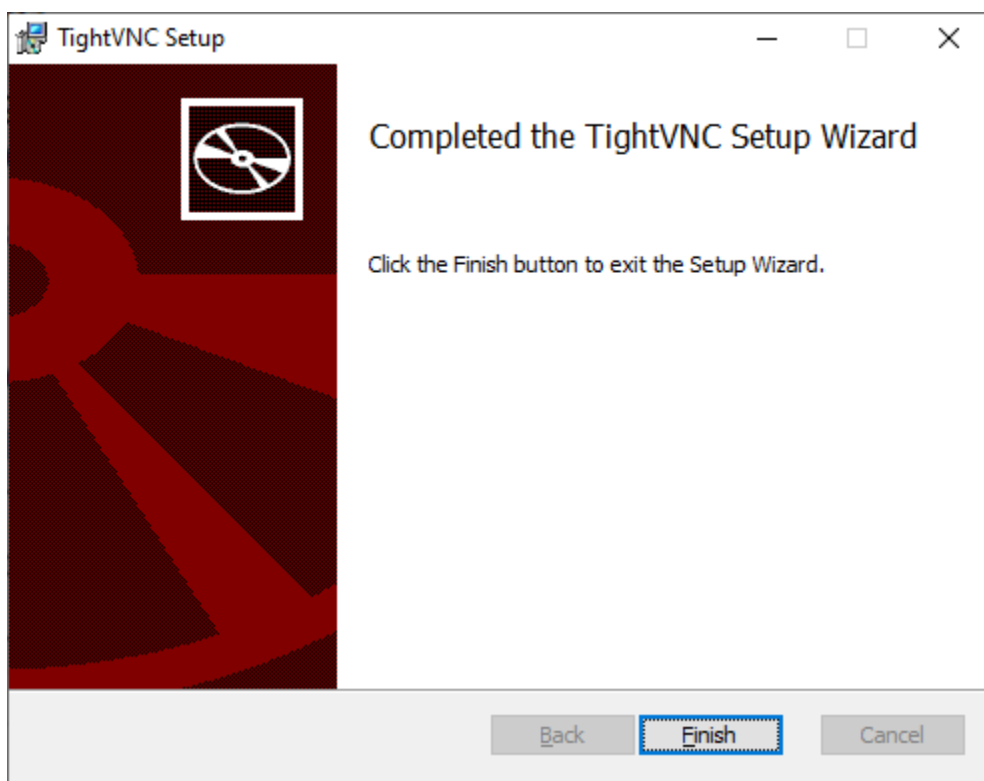 TightVNC Setup
Completed the TightVNC Setup Wizard
Click the Finish button to exit the Setup Wizard.
Back
Finish
Cancel